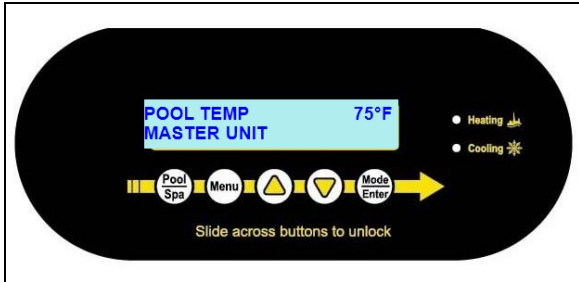 POOL TEMP 75°F
MASTER UNIT
Heating
Cooling
Pool
Spa
Menu
Mode
Enter
Slide across buttons to unlock